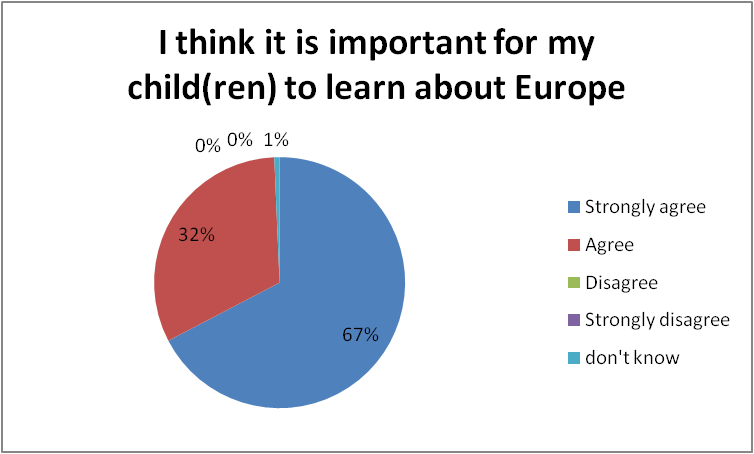 I think it is important for my
child(ren) to learn about Europe
0% 0% 1%
32%
67%
Strongly agree
Agree
Disagree
Strongly disagree
don't know